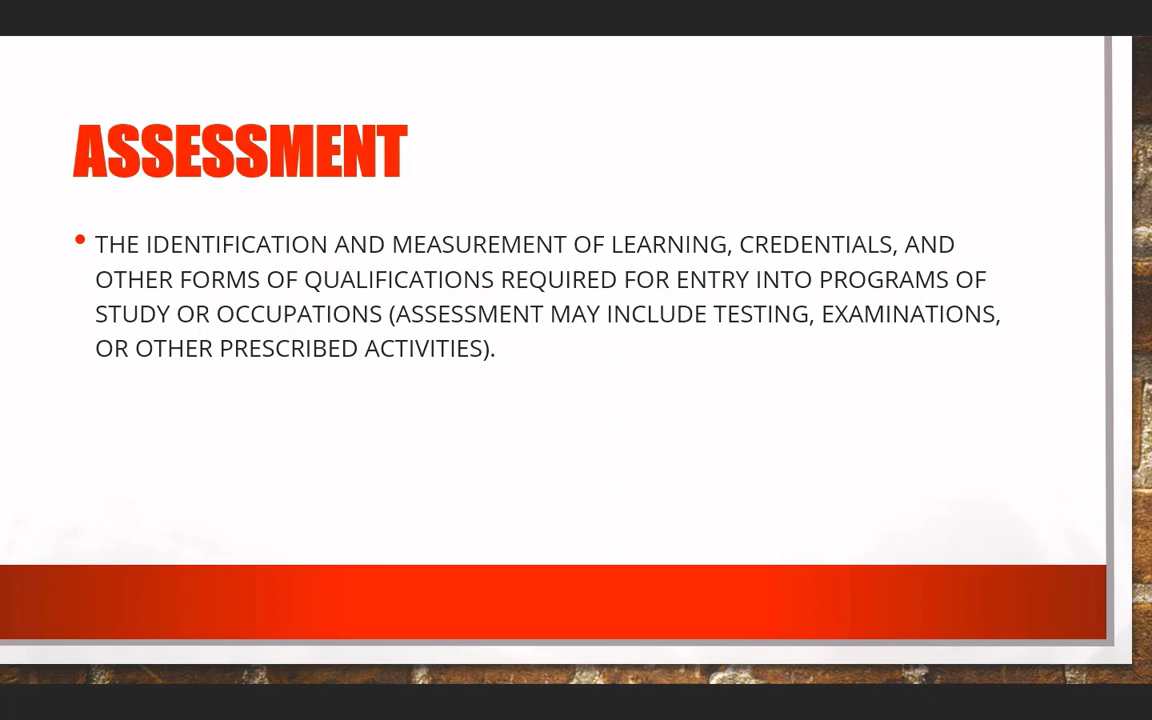 ASSESSMENT
• THE IDENTIFICATION AND MEASUREMENT OF LEARNING, CREDENTIALS, AND
OTHER FORMS OF QUALIFICATIONS REQUIRED FOR ENTRY INTO PROGRAMS OF
STUDY OR OCCUPATIONS (ASSESSMENT MAY INCLUDE TESTING, EXAMINATIONS,
OR OTHER PRESCRIBED ACTIVITIES).